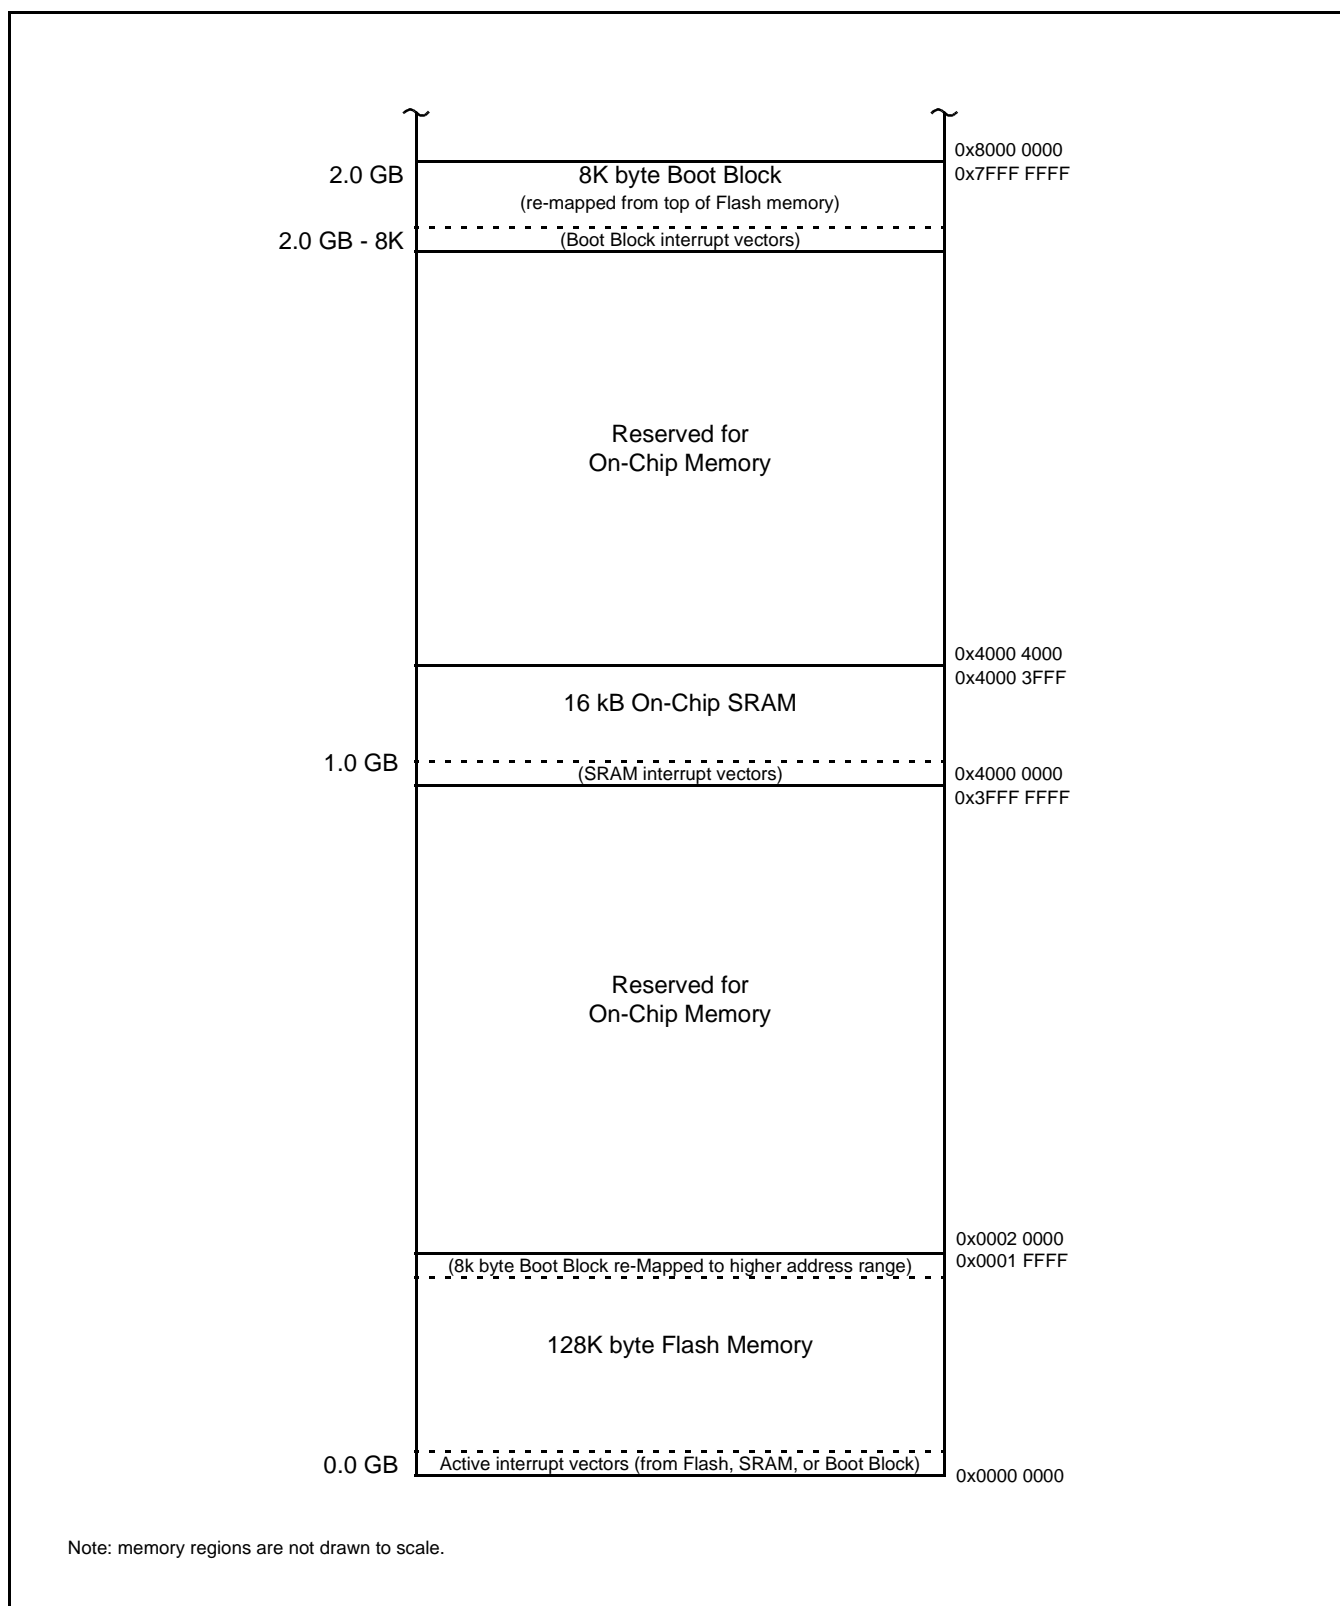 0x8000 0000
2.0 GB
8K byte Boot Block
0x7FFF FFFF
(re-mapped from top of Flash memory)
2.0 GB - 8K
(Boot Block interrupt vectors)
Reserved for
On-Chip Memory
0x4000 4000
0x4000 3FFF
16 kB On-Chip SRAM
1.0 GB
(SRAM interrupt vectors)
0x4000 0000
0x3FFF FFFF
Reserved for
On-Chip Memory
0x0002 0000
(8k byte Boot Block re-Mapped to higher address range)
0x0001 FFFF
128K byte Flash Memory
0.0 GB
Active interrupt vectors (from Flash, SRAM, or Boot Block)
0x0000 0000
Note: memory regions are not drawn to scale.